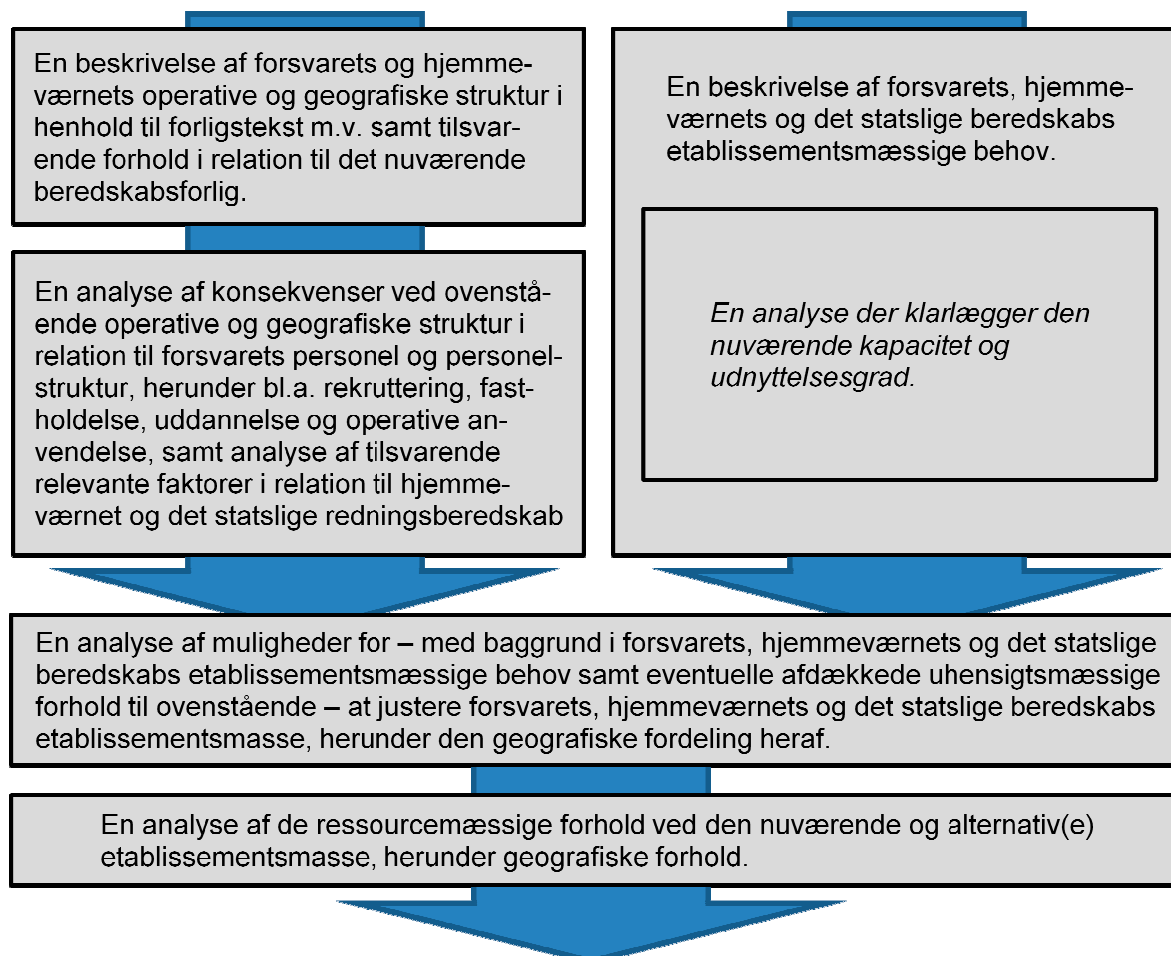 En beskrivelse af forsvarets og hjemme-
værnets operative og geografiske struktur i
henhold til forligstekst m.v. samt tilsvar-
ende forhold i relation til det nuværende
beredskabsforlig.
En analyse af konsekvenser ved ovenstå-
ende operative og geografiske struktur i
relation til forsvarets personel og personel-
struktur, herunder bl.a. rekruttering, fast-
holdelse, uddannelse og operative an-
vendelse, samt analyse af tilsvarende
relevante faktorer i relation til hjemme-
værnet og det statslige redningsberedskab
En beskrivelse af forsvarets, hjemme-
værnets og det statslige beredskabs
etablissementsmæssige behov.
En analyse der klarlægger den
nuværende kapacitet og
udnyttelsesgrad.
En analyse af muligheder for – med baggrund i forsvarets, hjemmeværnets og det statslige
beredskabs etablissementsmæssige behov samt eventuelle afdækkede uhensigtsmæssige
forhold til ovenstående – at justere forsvarets, hjemmeværnets og det statslige beredskabs
etablissementsmasse, herunder den geografiske fordeling heraf.
En analyse af de ressourcemæssige forhold ved den nuværende og alternativ(e)
etablissementsmasse, herunder geografiske forhold.